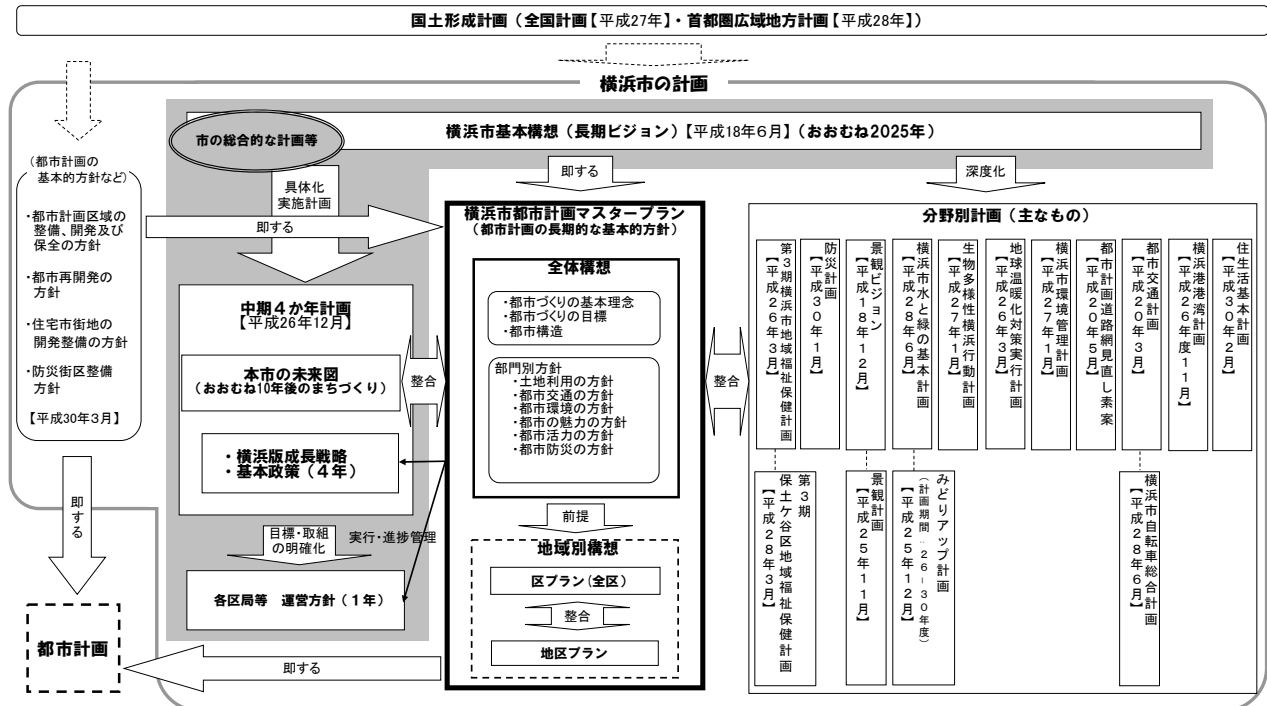 国土形成計画（全国計画【平成27年】・首都圏広域地方計画【平成28年】）
横浜市の計画
市の総合的な計画等
横浜市基本構想（長期ビジョン）【平成18年６月】（おおむね2025年）
（都市計画の
基本的方針など）
・都市計画区域の
整備、開発及び
保全の方針
・都市再開発の
方針
・住宅市街地の
開発整備の方針
・防災街区整備
方針
【平成30年３月】
即する
都市計画
具体化
実施計画
即する
中期４か年計画
【平成26年12月】
本市の未来図
（おおむね10年後のまちづくり）
・横浜版成長戦略
・基本政策（４年）
目標・取組
の明確化
実行・進捗管理
各区局等　運営方針（１年）
即する
整合
即する
横浜市都市計画マスタープラン
（都市計画の長期的な基本的方針）
全体構想
・都市づくりの基本理念
・都市づくりの目標
・都市構造
部門別方針
・土地利用の方針
・都市交通の方針
・都市環境の方針
・都市の魅力の方針
・都市活力の方針
・都市防災の方針
前提
地域別構想
区プラン（全区）
整合
地区プラン
整合
深度化
分野別計画（主なもの）
第３期横浜市地域福祉保健計画
【平成２６年３月】
防災計画
【平成３０年１月】
景観ビジョン
【平成１８年１２月】
横浜市水と緑の基本計画
【平成２８年６月】
生物多様性横浜行動計画
【平成２７年１月】
地球温暖化対策実行計画
【平成２６年３月】
横浜市環境管理計画
【平成２７年１月】
都市計画道路網見直し素案
【平成２０年５月】
都市交通計画
【平成２０年３月】
横浜港港湾計画
【平成２６年度１１月】
住生活基本計画
【平成３０年２月】
第３期
保土ケ谷区地域福祉保健計画
【平成２８年３月】
景観計画
【平成２５年１１月】
みどりアップ計画
（計画期間：２６－３０年度）
【平成２５年１２月】
横浜市自転車総合計画
【平成２８年６月】